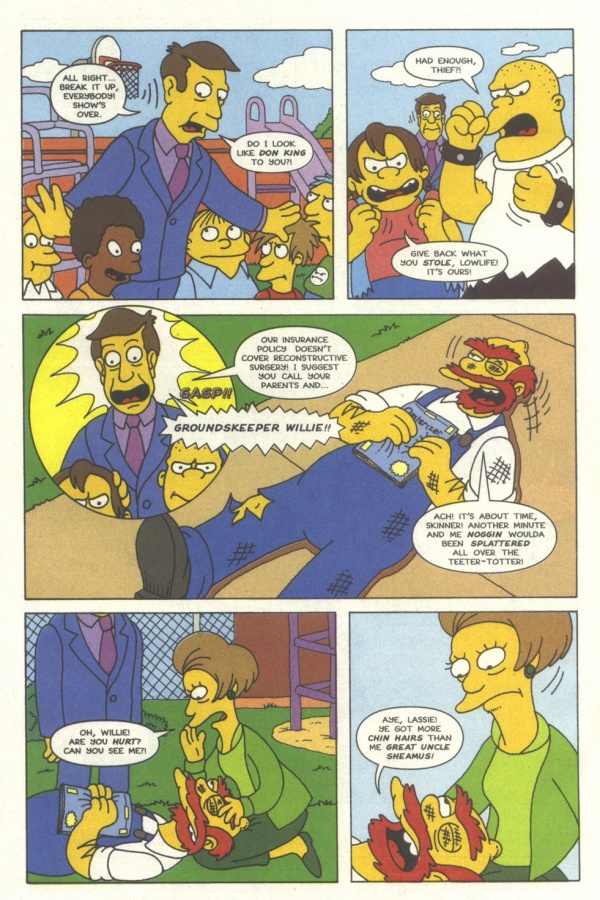 ALL RIGHT...
BREAK IT UP,
EVERYBODY!
SHOW'S
OVER.
DO I LOOK
LIKE DON KING
TO YOU?!
HAD ENOUGH,
THIEF?!
GIVE BACK WHAT
YOU STOLE, LOWLIFE!
IT'S OURS!
OUR INSURANCE
POLICY DOESN'T
COVER RECONSTRUCTIVE
SURGERY! I SUGGEST
YOU CALL YOUR
PARENTS AND...
GASP!!
GROUNDSKEEPER WILLIE!!
ACH! IT'S ABOUT TIME,
SKINNER! ANOTHER MINUTE
AND ME NOGGIN WOULDA
BEEN SPLATTERED
ALL OVER THE
TEETER-TOTTER!
OH, WILLIE!
ARE YOU HURT?
CAN YOU SEE ME?!
AYE, LASSIE!
YE GOT MORE
CHIN HAIRS THAN
ME GREAT UNCLE
SHEAMUS!